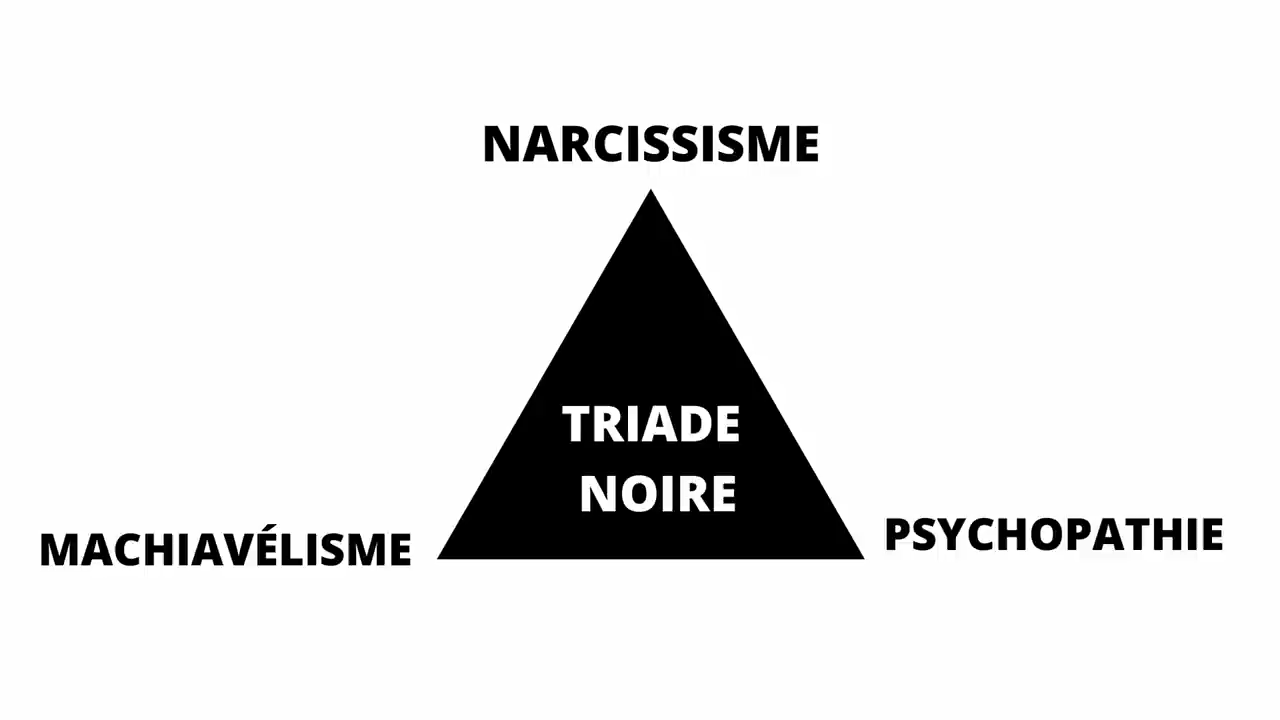 NARCISSISME
TRIADE
NOIRE
MACHIAVÉLISME
PSYCHOPATHIE